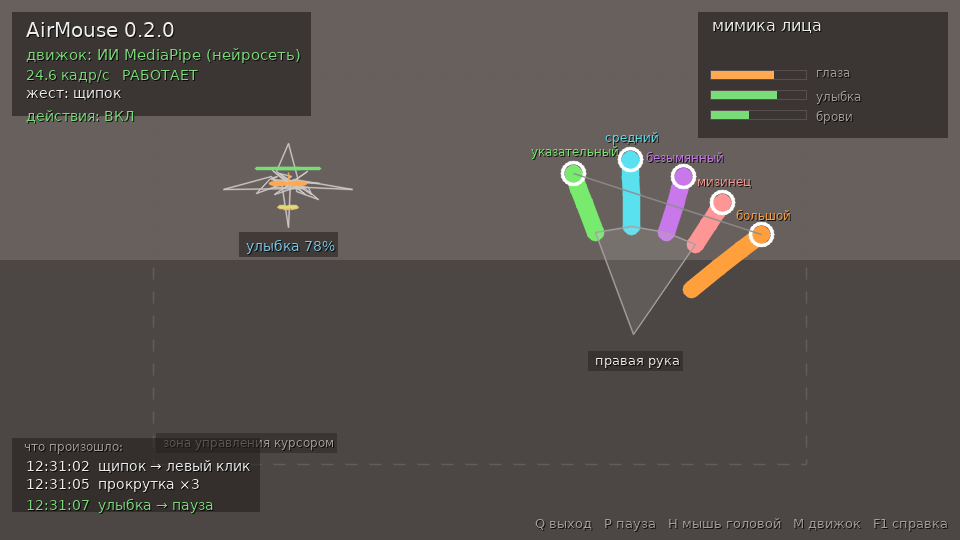 AirMouse 0.2.0
движок: ИИ MediaPipe (нейросеть)
24.6 кадр/с РАБОТАЕТ
жест: щипок
действия: ВКЛ
мимика лица
глаза
улыбка
брови
средний
указательный
безымянный
мизинец
большой
улыбка 78%
правая рука
зона управления курсором
что произошло:
12:31:02 щипок → левый клик
12:31:05 прокрутка ×3
12:31:07 улыбка → пауза
Q выход P пауза H мышь головой M движок F1 справка